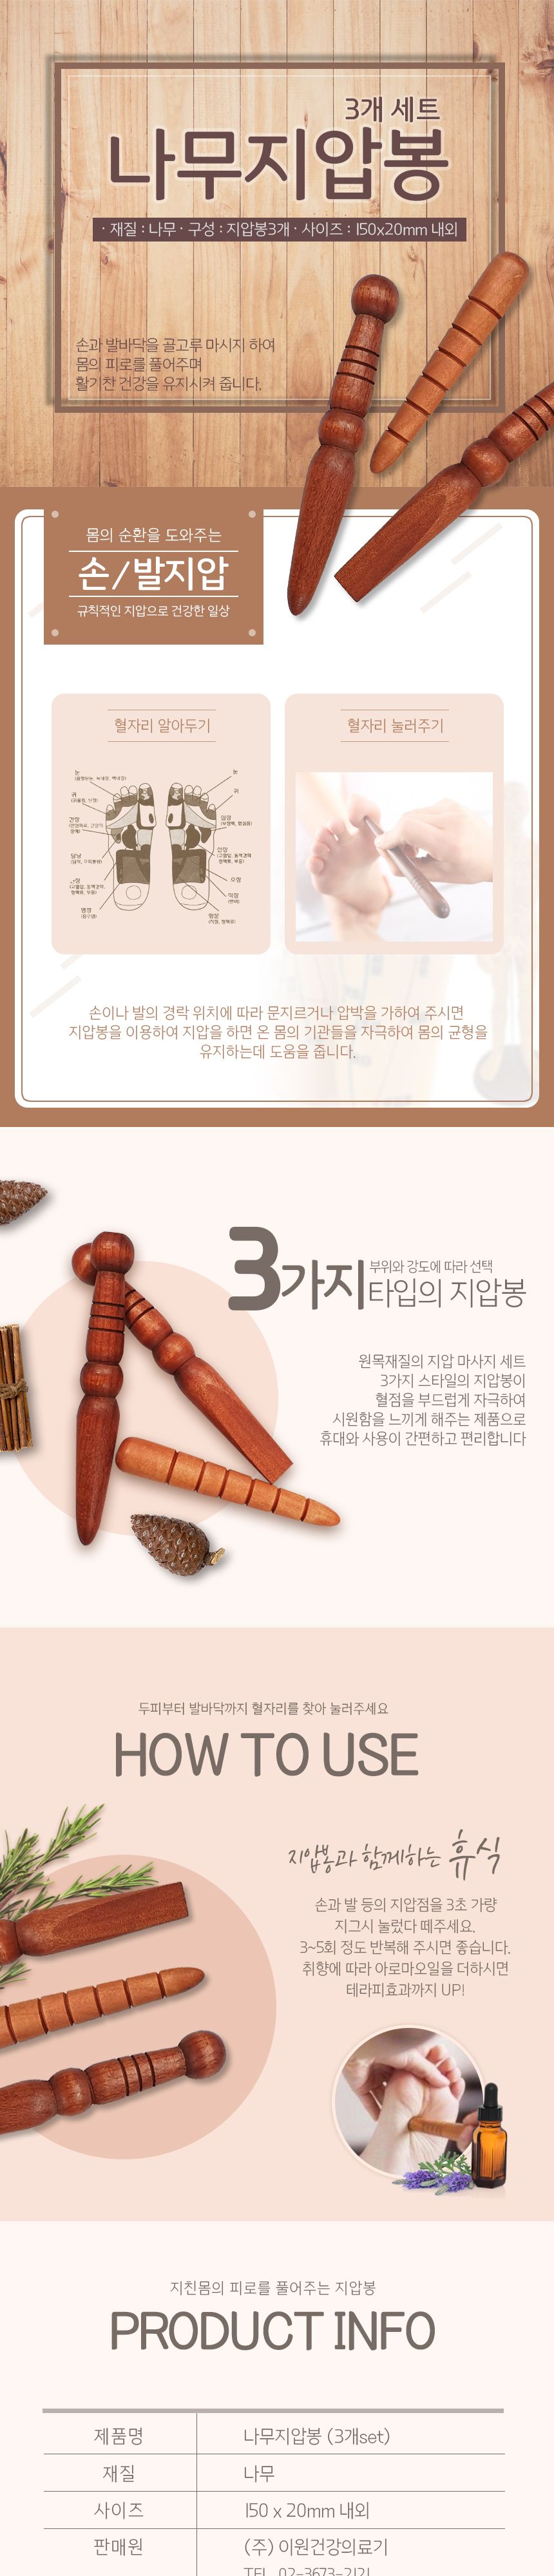 3개 세트
나무지압봉
· 재질 : 나무 · 구성 : 지압봉3개 · 사이즈 : 150x20mm 내외
손과 발바닥을 골고루 마시지 하여
몸의 피로를 풀어주며
활기찬 건강을 유지시켜 줍니다.
몸의 순환을 도와주는
손/발지압
규칙적인 지압으로 건강한 일상
혈자리 알아두기
혈자리 눌러주기
눈
귀
간장
담낭
맹장
눈
귀
심장
손이나 발의 경락 위치에 따라 문지르거나 압박을 가하여 주시면
지압봉을 이용하여 지압을 하면 온 몸의 기관들을 자극하여 몸의 균형을
유지하는데 도움을 줍니다.
3가지
부위와 강도에 따라 선택
타입의 지압봉
원목재질의 지압 마사지 세트
3가지 스타일의 지압봉이
혈점을 부드럽게 자극하여
시원함을 느끼게 해주는 제품으로
휴대와 사용이 간편하고 편리합니다
두피부터 발바닥까지 혈자리를 찾아 눌러주세요
HOW TO USE
지압봉과 함께하는 휴식
손과 발 등의 지압점을 3초 가량
지그시 눌렀다 떼주세요.
3~5회 정도 반복해 주시면 좋습니다.
취향에 따라 아로마오일을 더하시면
테라피효과까지 UP!
지친몸의 피로를 풀어주는 지압봉
PRODUCT INFO
제품명 나무지압봉 (3개set)
재질 나무
사이즈 150 x 20mm 내외
판매원 (주) 이원건강의료기
TEL. 02-3673-2121